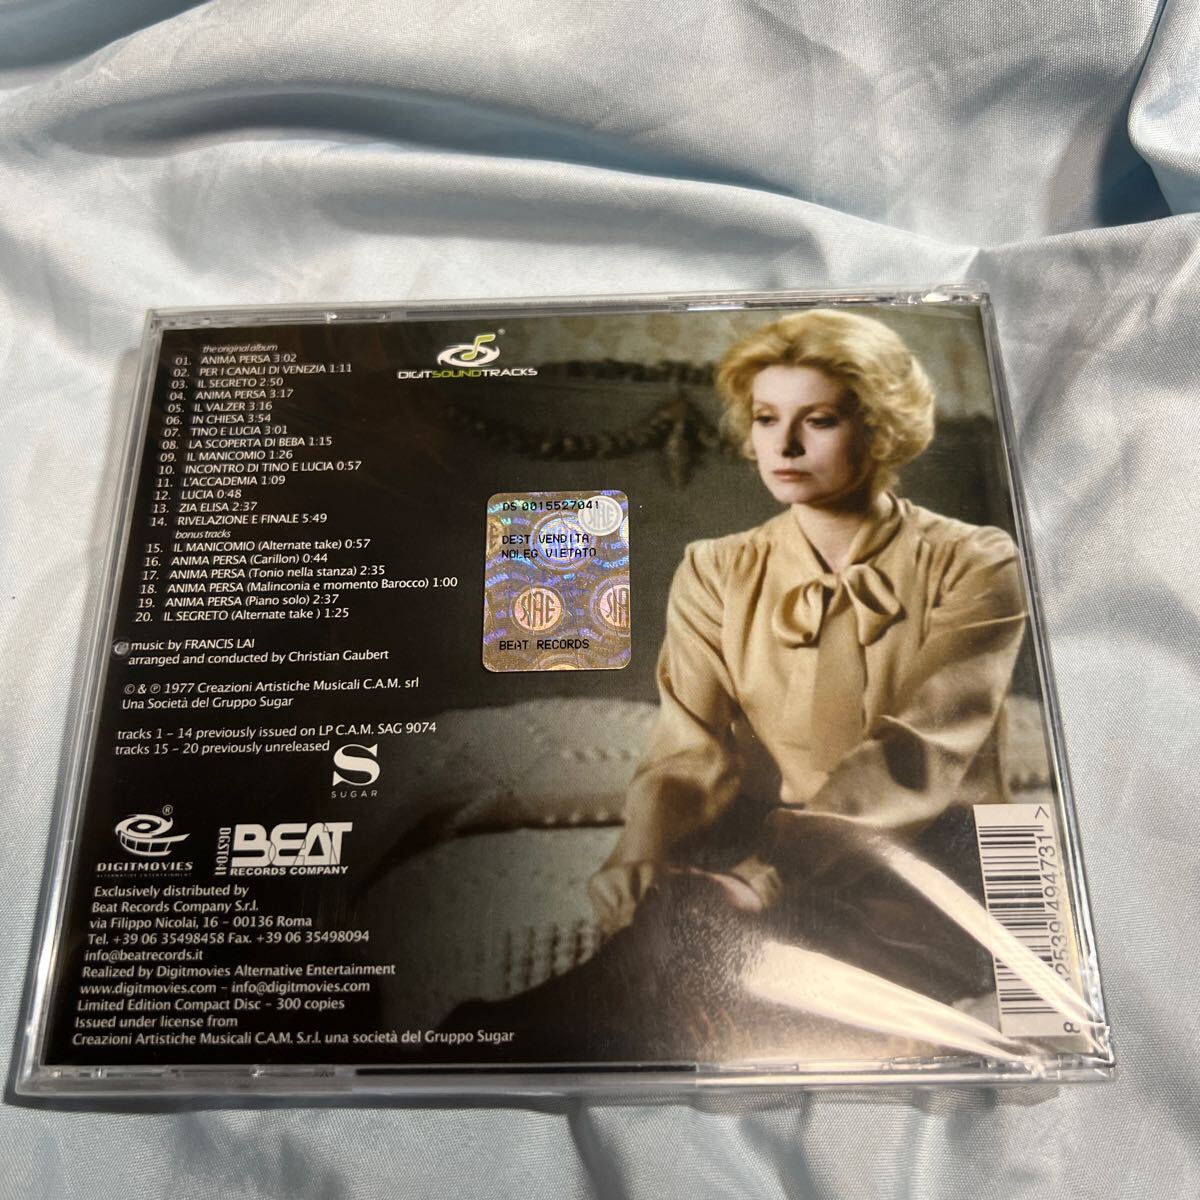 the original album
01. ANIMA PERSA 3:02
02. PER I CANALI DI VENEZIA 1:11
03. IL SEGRETO 2:50
04. ANIMA PERSA 3:17
05. IL VALZER 3:16
06. IN CHIESA 3:54
07. TINO E LUCIA 3:01
08. LA SCOPERTA DI BEBA 1:15
09. IL MANICOMIO 1:26
10. INCONTRO DI TINO E LUCIA 0:57
11. L'ACCADEMIA 1:09
12. LUCIA 0:48
13. ZIA ELISA 2:37
14. RIVELAZIONE E FINALE 5:49
bonus tracks
15. IL MANICOMIO (Alternate take) 0:57
16. ANIMA PERSA (Carillon) 0:44
17. ANIMA PERSA (Tonio nella stanza) 2:35
18. ANIMA PERSA (Malinconia e momento Barocco) 1:00
19. ANIMA PERSA (Piano solo) 2:37
20. IL SEGRETO (Alternate take ) 1:25
music by FRANCIS LAI
arranged and conducted by Christian Gaubert
© & ℗ 1977 Creazioni Artistiche Musicali C.A.M. srl
Una Società del Gruppo Sugar
tracks 1 - 14 previously issued on LP C.A.M. SAG 9074
tracks 15 - 20 previously unreleased
S
SUGAR
DIGITSOUNDTRACKS
®
DS 0015527041
DEST.VENDITA
NOLEG.VIETATO
SIAE
BEAT RECORDS
®
DIGITMOVIES
ALTERNATIVE ENTERTAINMENT
DGST041
BEAT
RECORDS COMPANY
Exclusively distributed by
Beat Records Company S.r.l.
via Filippo Nicolai, 16 - 00136 Roma
Tel. +39 06 35498458 Fax. +39 06 35498094
info@beatrecords.it
Realized by Digitmovies Alternative Entertainment
www.digitmovies.com - info@digitmovies.com
Limited Edition Compact Disc - 300 copies
Issued under license from
Creazioni Artistiche Musicali C.A.M. S.r.l. una società del Gruppo Sugar
494731 >